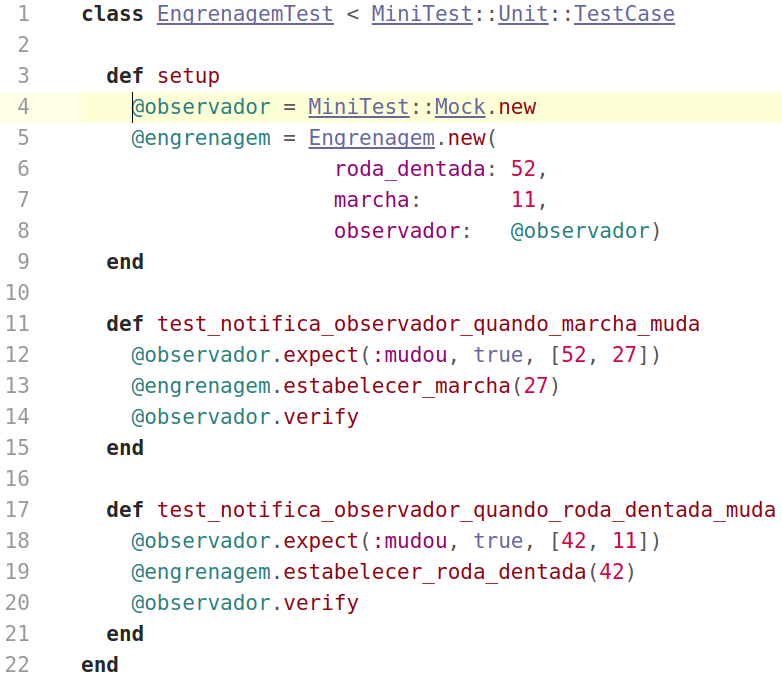 1 class EngrenagemTest < MiniTest::Unit::TestCase
2
3 def setup
4 @observador = MiniTest::Mock.new
5 @engrenagem = Engrenagem.new(
6 roda_dentada: 52,
7 marcha: 11,
8 observador: @observador)
9 end
10
11 def test_notifica_observador_quando_marcha_muda
12 @observador.expect(:mudou, true, [52, 27])
13 @engrenagem.estabelecer_marcha(27)
14 @observador.verify
15 end
16
17 def test_notifica_observador_quando_roda_dentada_muda
18 @observador.expect(:mudou, true, [42, 11])
19 @engrenagem.estabelecer_roda_dentada(42)
20 @observador.verify
21 end
22 end